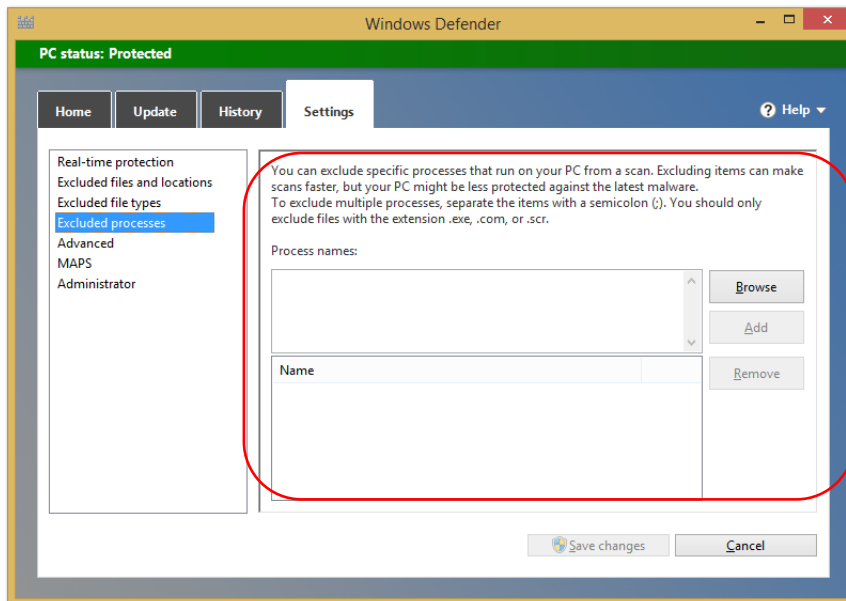 Windows Defender
PC status: Protected
Home
Update
History
Settings
Help
Real-time protection
Excluded files and locations
Excluded file types
Excluded processes
Advanced
MAPS
Administrator
You can exclude specific processes that run on your PC from a scan. Excluding items can make
scans faster, but your PC might be less protected against the latest malware.
To exclude multiple processes, separate the items with a semicolon (;). You should only
exclude files with the extension .exe, .com, or .scr.
Process names:
Browse
Add
Name
Remove
Save changes
Cancel